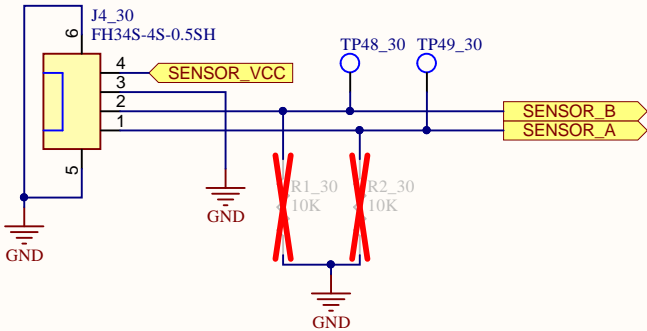 J4_30
FH34S-4S-0.5SH
6
4
3
2
1
5
SENSOR_VCC
TP48_30
TP49_30
SENSOR_B
SENSOR_A
R1_30
10K
R2_30
10K
GND
GND
GND